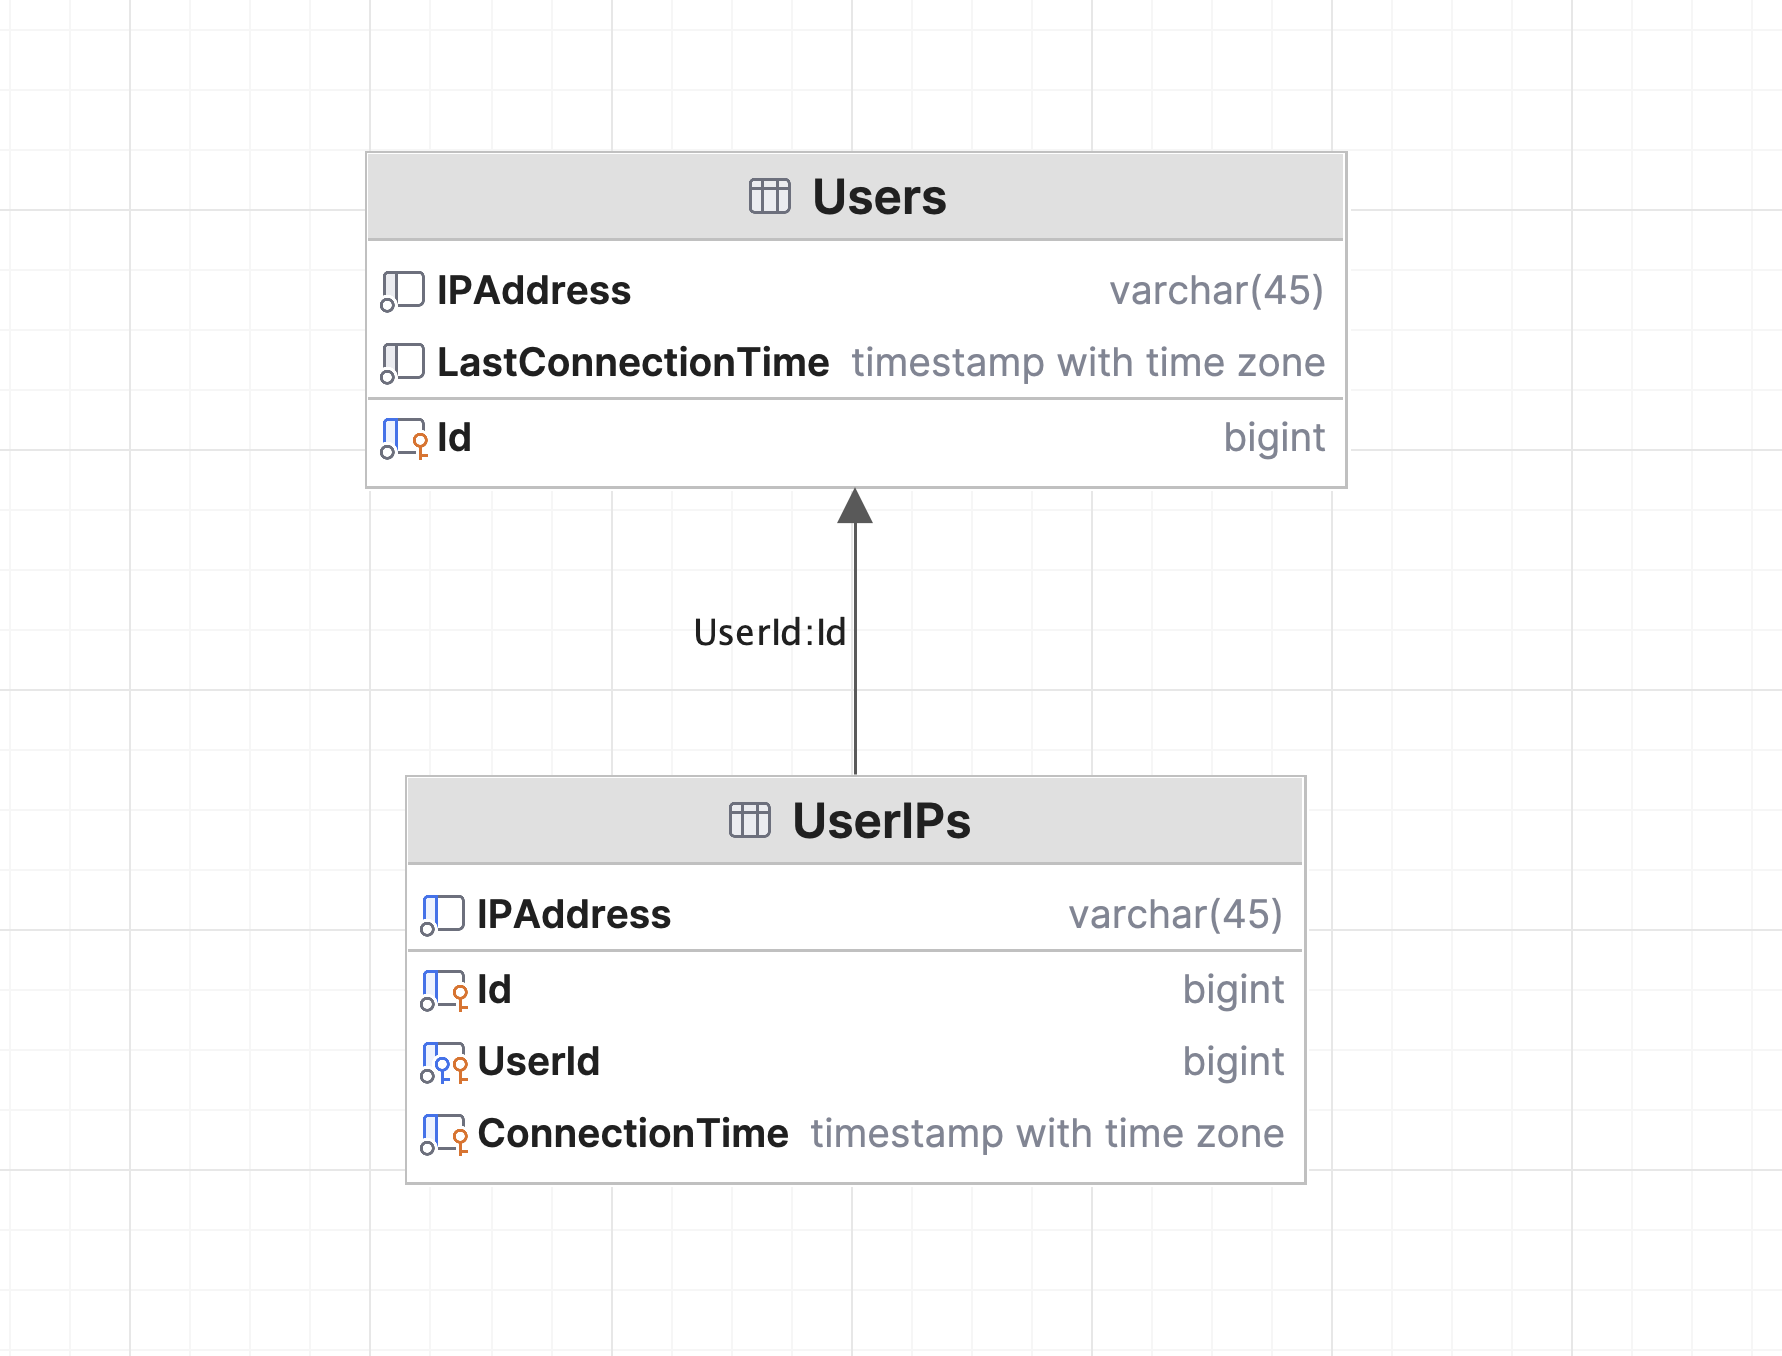 Users
IPAddress varchar(45)
LastConnectionTime timestamp with time zone
Id bigint
UserId:Id
UserIPs
IPAddress varchar(45)
Id bigint
UserId bigint
ConnectionTime timestamp with time zone